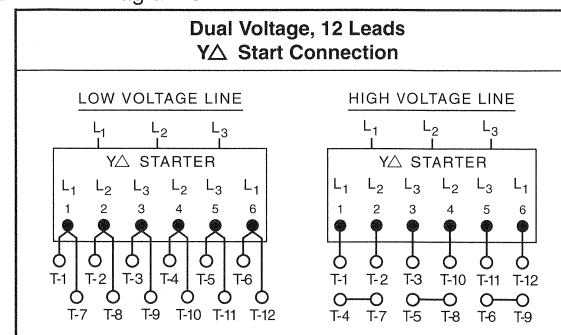 Dual Voltage, 12 Leads
Y△ Start Connection
LOW VOLTAGE LINE
L₁ L₂ L₃
Y△ STARTER
L₁ L₂ L₃ L₂ L₃ L₁
1 2 3 4 5 6
T-1 T-2 T-3 T-4 T-5 T-6
T-7 T-8 T-9 T-10 T-11 T-12
HIGH VOLTAGE LINE
L₁ L₂ L₃
Y△ STARTER
L₁ L₂ L₃ L₂ L₃ L₁
1 2 3 4 5 6
T-1 T-2 T-3 T-10 T-11 T-12
T-4 T-7 T-5 T-8 T-6 T-9